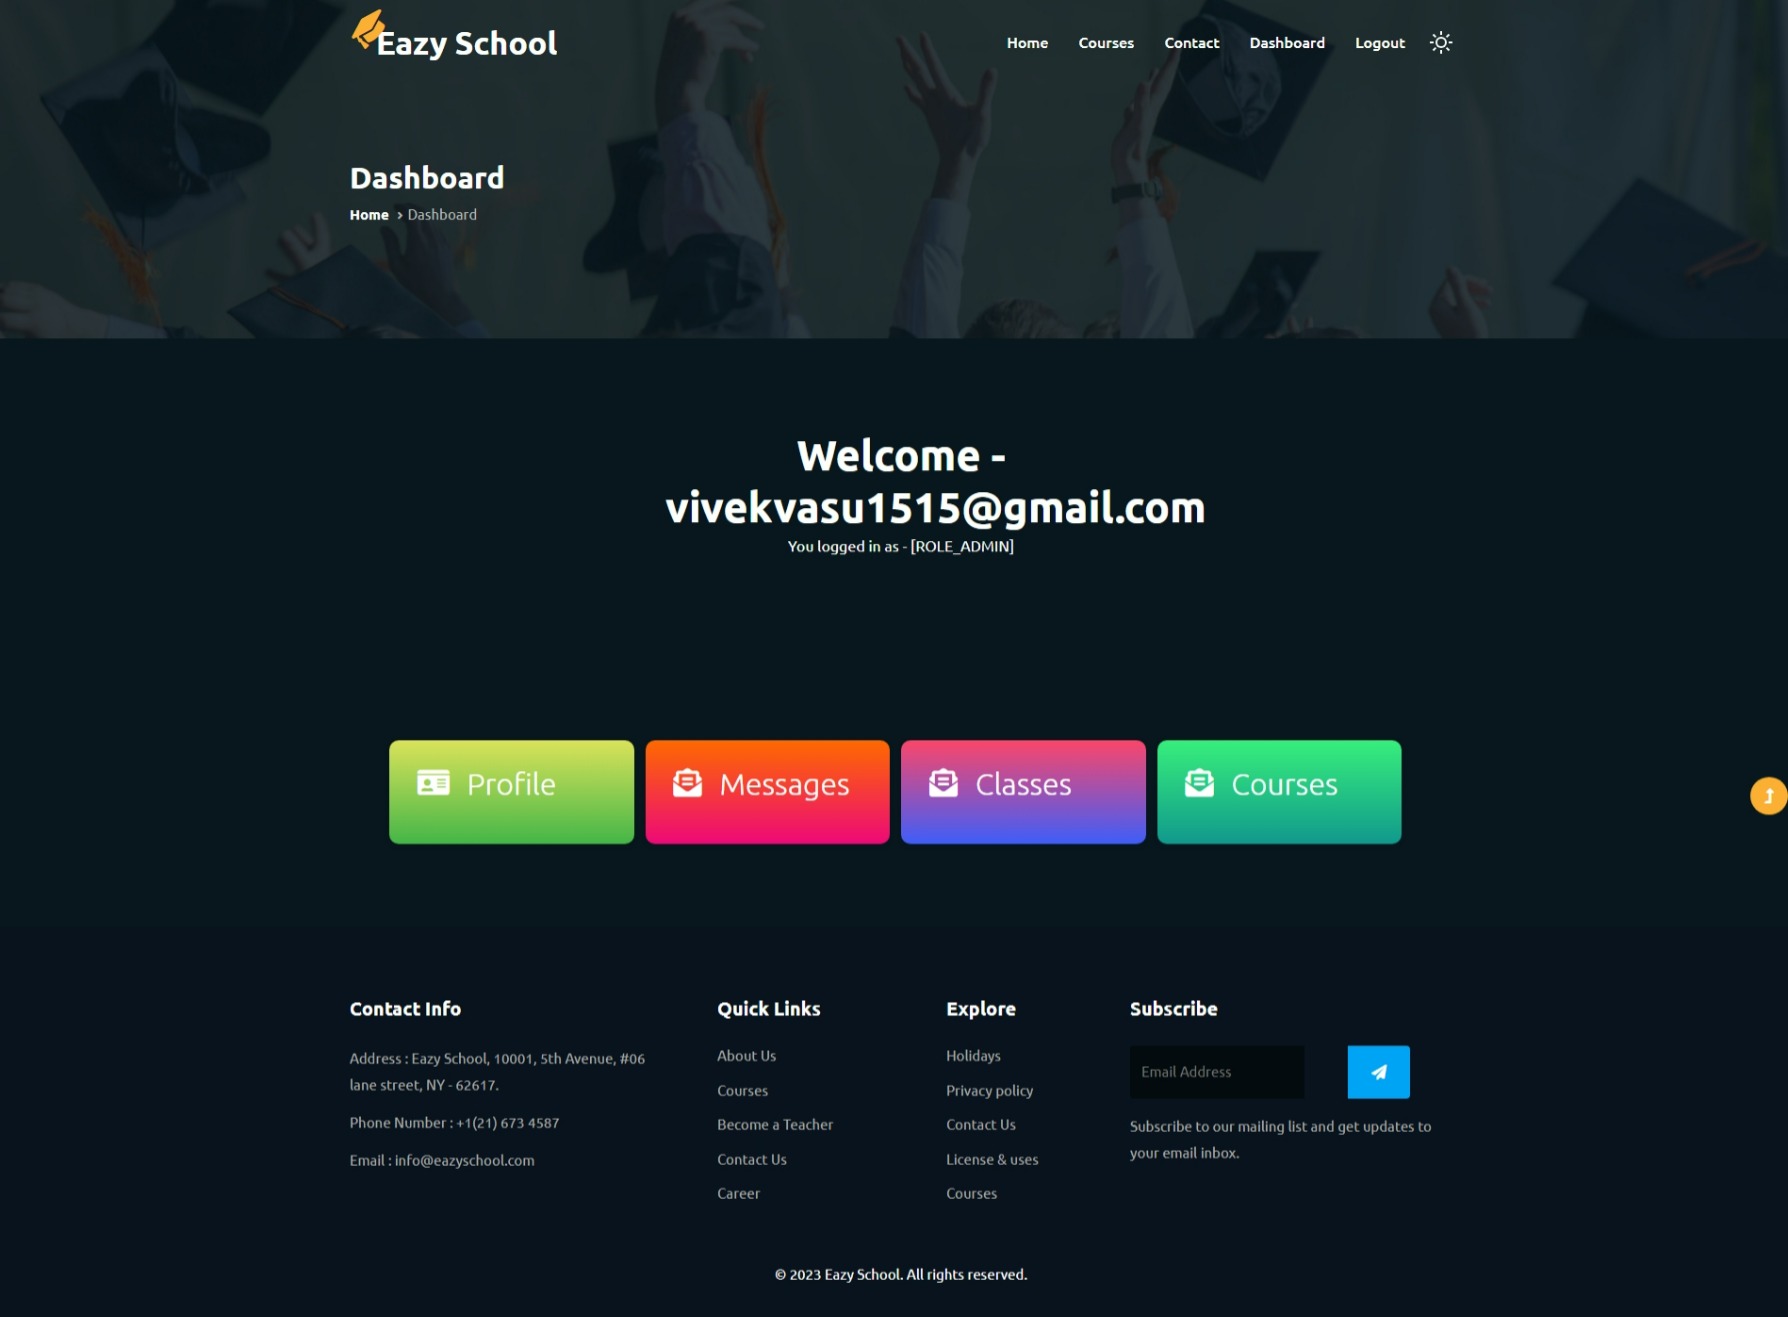 Eazy School
Home Courses Contact Dashboard Logout
Dashboard
Home > Dashboard
Welcome -
vivekvasu1515@gmail.com
You logged in as - [ROLE_ADMIN]
Profile
Messages
Classes
Courses
Contact Info
Address : Eazy School, 10001, 5th Avenue, #06
lane street, NY - 62617.
Phone Number : +1(21) 673 4587
Email : info@eazyschool.com
Quick Links
About Us
Courses
Become a Teacher
Contact Us
Career
Explore
Holidays
Privacy policy
Contact Us
License & uses
Courses
Subscribe
Email Address
Subscribe to our mailing list and get updates to
your email inbox.
© 2023 Eazy School. All rights reserved.